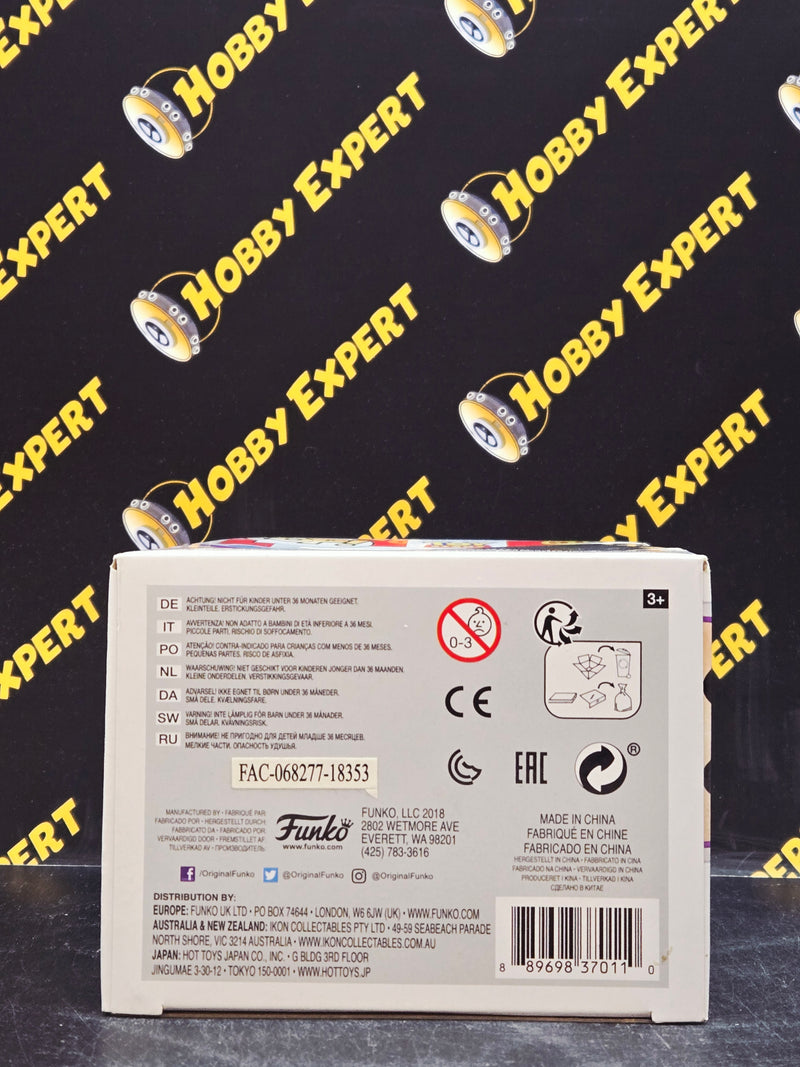 HOBBY EXPERT
HOBBY EXPERT
EXPERT
HOBBY EXPERT
HOBBY EXPERT
EXPERT
HOBBY EXPERT
HOBBY EXPERT
EXPERT
HOBBY EXPERT
EXPERT
EXPERT
3+
DE ACHTUNG! NICHT FÜR KINDER UNTER 36 MONATEN GEEIGNET.
KLEINTEILE. ERSTICKUNGSGEFAHR.
IT AVVERTENZA! NON ADATTO A BAMBINI DI ETÀ INFERIORE A 36 MESI.
PICCOLE PARTI, RISCHIO DI SOFFOCAMENTO.
PO ATENÇÃO! CONTRA-INDICADO PARA CRIANÇAS COM MENOS DE 36 MESES.
PEQUENAS PARTES. RISCO DE ASFIXIA.
NL WAARSCHUWING! NIET GESCHIKT VOOR KINDEREN JONGER DAN 36 MAANDEN.
KLEINE ONDERDELEN. VERSTIKKINGSGEVAAR.
DA ADVARSEL! IKKE EGNET TIL BØRN UNDER 36 MÅNEDER.
SMÅ DELE. KVÆLNINGSFARE.
SW VARNING! INTE LÄMPLIG FÖR BARN UNDER 36 MÅNADER.
SMÅ DELAR. KVÄVNINGSRISK.
RU ВНИМАНИЕ! НЕ ПРИГОДНО ДЛЯ ДЕТЕЙ МЛАДШЕ 36 МЕСЯЦЕВ.
МЕЛКИЕ ЧАСТИ. ОПАСНОСТЬ УДУШЬЯ.
0-3
CE
EAC
®
FAC-068277-18353
MANUFACTURED BY · FABRIQUÉ PAR
FABRICADO POR · HERGESTELLT DURCH
FABBRICATO DA · FABRICADO POR
VERVAARDIGD DOOR · FREMSTILLET AF
TILLVERKAD AV · ПРОИЗВОДИТЕЛЬ:
Funko
www.funko.com
FUNKO, LLC 2018
2802 WETMORE AVE
EVERETT, WA 98201
(425) 783-3616
/OriginalFunko @OriginalFunko @OriginalFunko
MADE IN CHINA
FABRIQUÉ EN CHINE
FABRICADO EN CHINA
HERGESTELLT IN CHINA · FABBRICATO IN CINA
FABRICADO NA CHINA · VERVAARDIGD IN CHINA
PRODUCERET I KINA · TILLVERKAD I KINA
СДЕЛАНО В КИТАЕ
DISTRIBUTION BY:
EUROPE: FUNKO UK LTD · PO BOX 74644 · LONDON, W6 6JW (UK) · WWW.FUNKO.COM
AUSTRALIA & NEW ZEALAND: IKON COLLECTABLES PTY LTD · 49-59 SEABEACH PARADE
NORTH SHORE, VIC 3214 AUSTRALIA · WWW.IKONCOLLECTABLES.COM.AU
JAPAN: HOT TOYS JAPAN CO., INC. · G BLDG 3RD FLOOR
JINGUMAE 3-30-12 · TOKYO 150-0001 · WWW.HOTTOYS.JP
8 89698 37011 0